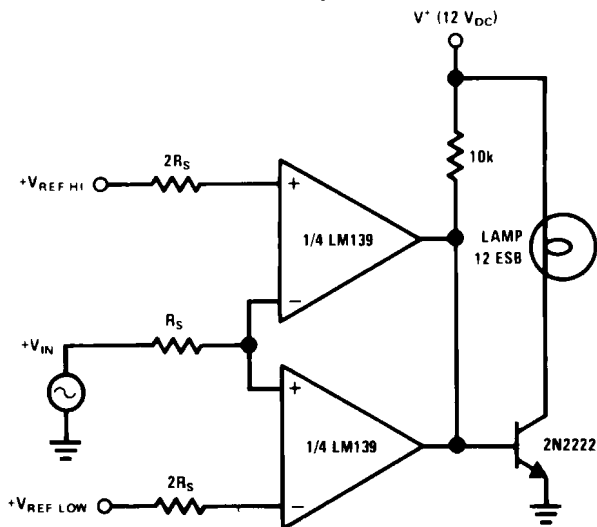 V+ (12 VDC)
2RS
+VREF HI
+
1/4 LM139
−
10k
LAMP
12 ESB
RS
+VIN
+
1/4 LM139
−
2N2222
2RS
+VREF LOW